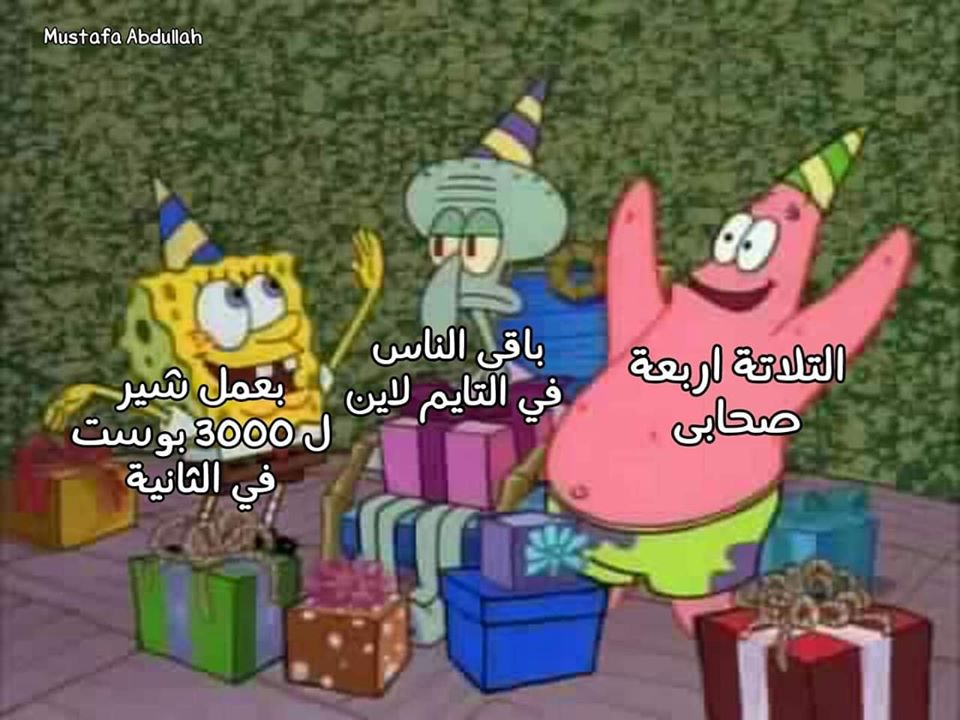 Mustafa Abdullah
التلاتة اربعة
صحابى
باقى الناس
في التايم لاين
بعمل شير
ل 3000 بوست
في الثانية